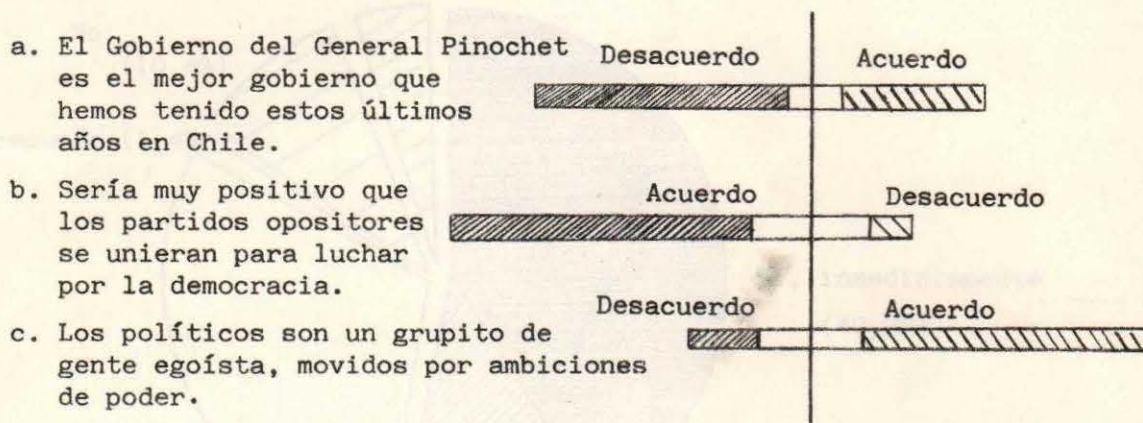 a. El Gobierno del General Pinochet
es el mejor gobierno que
hemos tenido estos últimos
años en Chile.
Desacuerdo Acuerdo
b. Sería muy positivo que
los partidos opositores
se unieran para luchar
por la democracia.
Acuerdo Desacuerdo
c. Los políticos son un grupito de
gente egoísta, movidos por ambiciones
de poder.
Desacuerdo Acuerdo